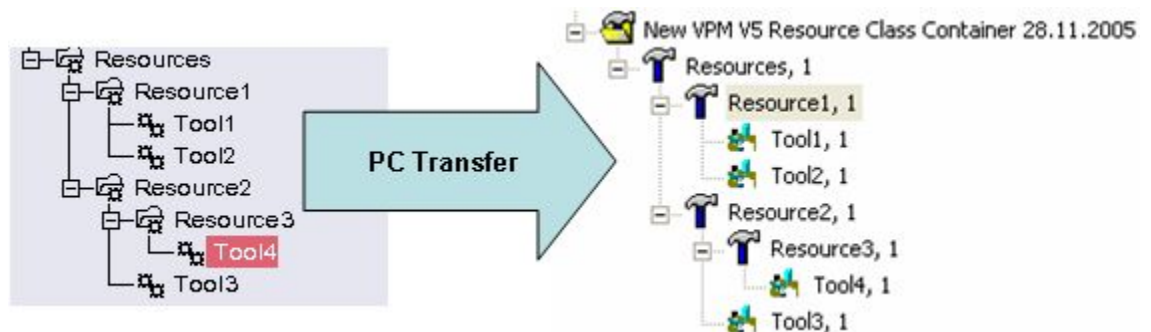 Resources
Resource1
Tool1
Tool2
Resource2
Resource3
Tool4
Tool3
PC Transfer
New VPM V5 Resource Class Container 28.11.2005
Resources, 1
Resource1, 1
Tool1, 1
Tool2, 1
Resource2, 1
Resource3, 1
Tool4, 1
Tool3, 1